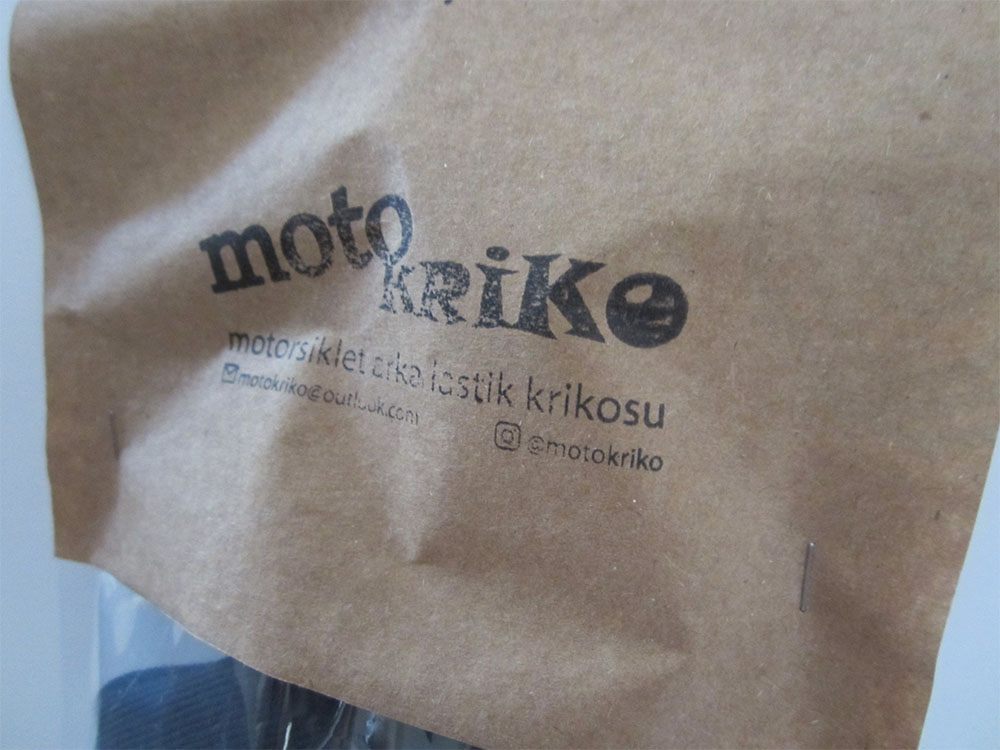 moto
KRiKo
motorsiklet arka lastik krikosu
motokriko@outlook.com
@motokriko